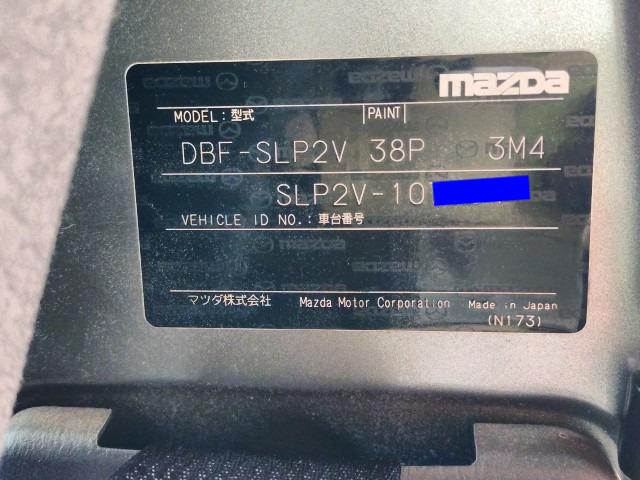 mazda
MODEL: 型式 PAINT
DBF-SLP2V 38P 3M4
SLP2V-10
VEHICLE ID NO.: 車台番号
マツダ株式会社 Mazda Motor Corporation Made in Japan
(N173)